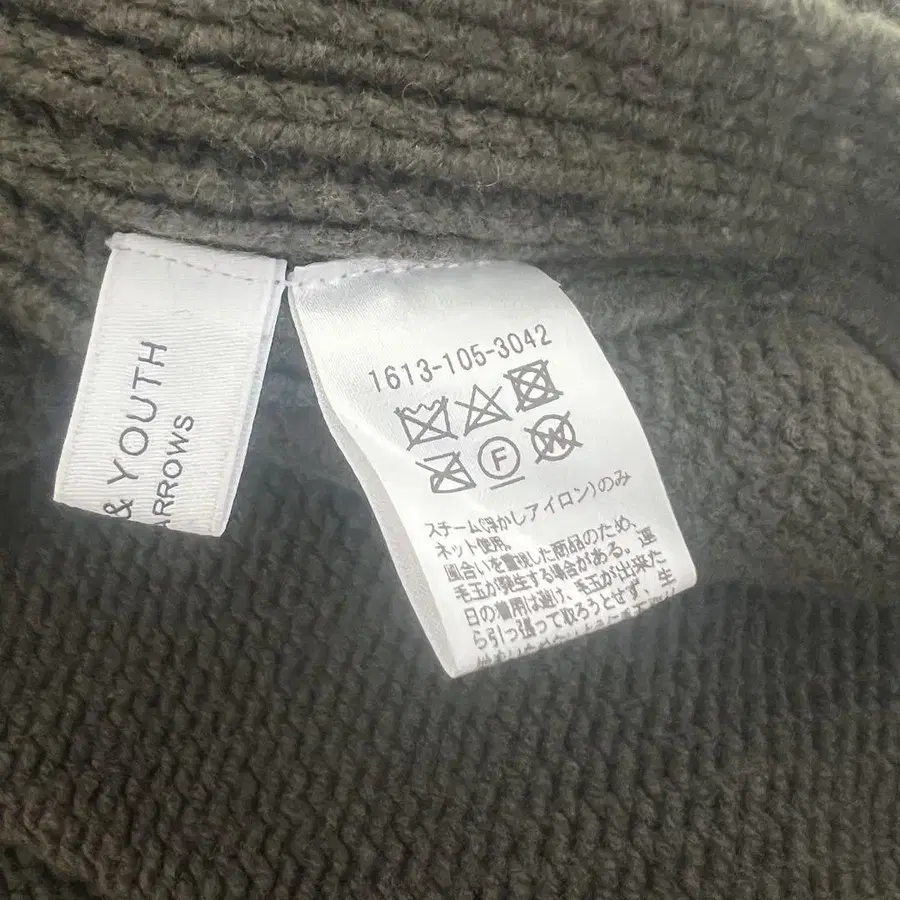 & YOUTH
ARROWS
1613-105-3042
F
W
スチーム(浮かしアイロン)のみ
ネット使用
風合いを重視した商品のため、
毛玉が発生する場合がある。連
日の着用は避け、毛玉が出来た
ら引っ張って取ろうとせず、生